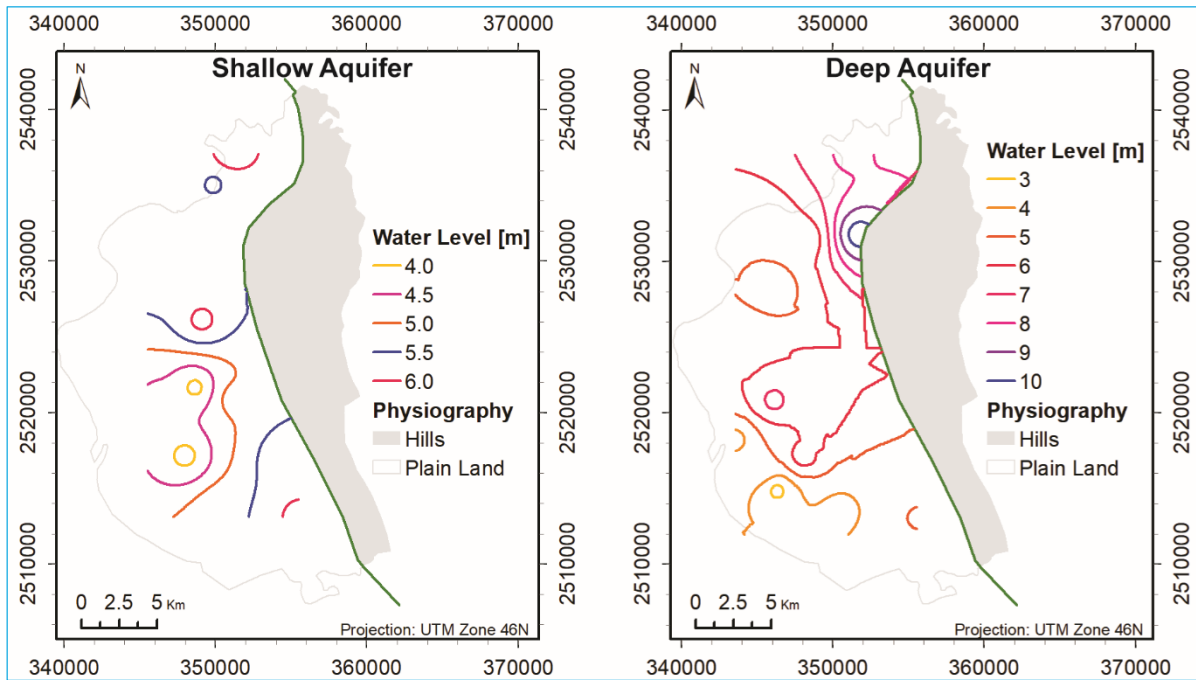 340000 350000 360000 370000
340000 350000 360000 370000
Shallow Aquifer
N
2540000
2530000
2520000
2510000
Water Level [m]
4.0
4.5
5.0
5.5
6.0
Physiography
Hills
Plain Land
0 2.5 5 Km
Projection: UTM Zone 46N
2540000
2530000
2520000
2510000
340000 350000 360000 370000
Deep Aquifer
N
2540000
2530000
2520000
2510000
Water Level [m]
3
4
5
6
7
8
9
10
Physiography
Hills
Plain Land
0 2.5 5 Km
Projection: UTM Zone 46N
2540000
2530000
2520000
2510000
340000 350000 360000 370000